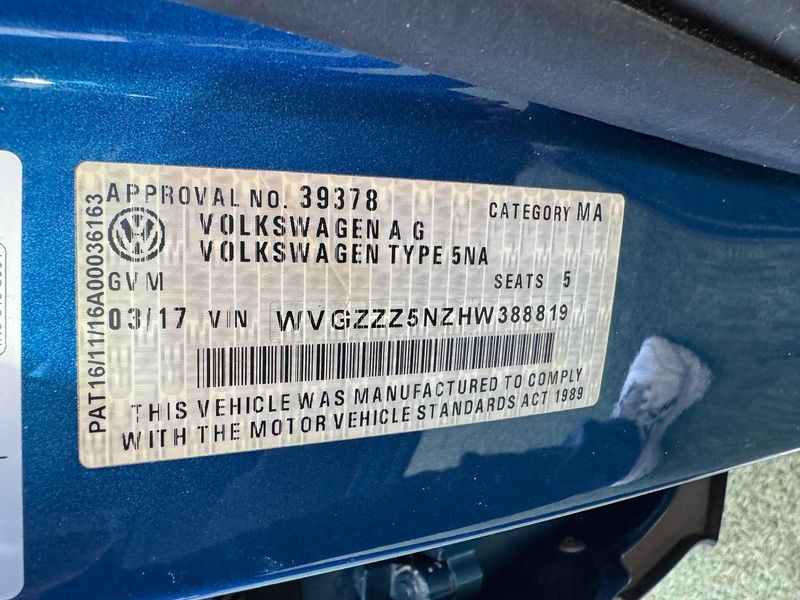 APPROVAL NO. 39378
CATEGORY MA
VOLKSWAGEN AG
VOLKSWAGEN TYPE 5NA
GVM
SEATS 5
03/17 VIN WVGZZZ5NZHW388819
THIS VEHICLE WAS MANUFACTURED TO COMPLY
WITH THE MOTOR VEHICLE STANDARDS ACT 1989
PAT16/11/16A00036163